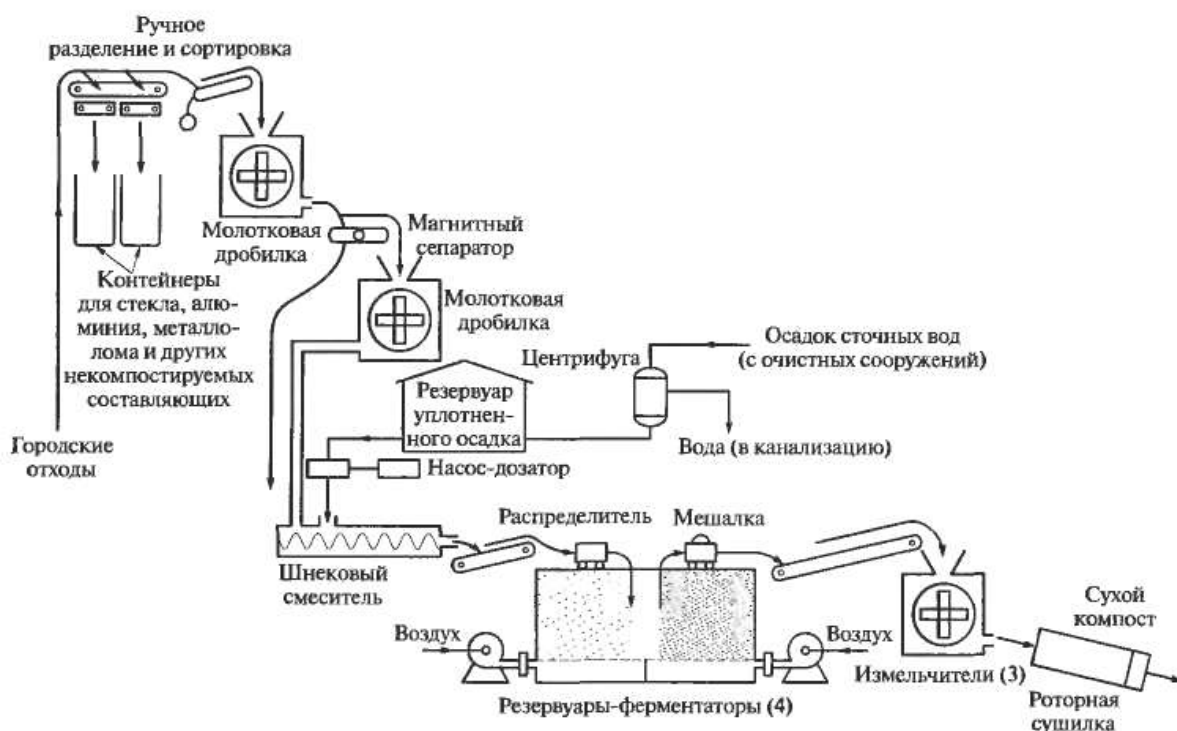 Ручное
разделение и сортировка
Молотковая
дробилка
Магнитный
сепаратор
Контейнеры
для стекла, алю-
миния, металло-
лома и других
некомпостируемых
составляющих
Молотковая
дробилка
Городские
отходы
Центрифуга
Осадок сточных вод
(с очистных сооружений)
Резервуар
уплотнен-
ного осадка
Вода (в канализацию)
Насос-дозатор
Шнековый
смеситель
Распределитель
Мешалка
Воздух
Воздух
Резервуары-ферментаторы (4)
Измельчители (3)
Сухой
компост
Роторная
сушилка